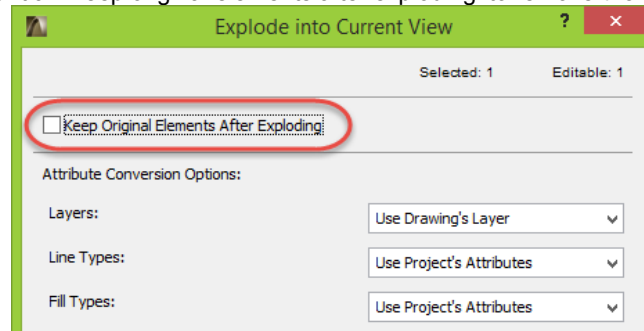 Explode into Current View ?
Selected: 1 Editable: 1
Keep Original Elements After Exploding
Attribute Conversion Options:
Layers: Use Drawing's Layer
Line Types: Use Project's Attributes
Fill Types: Use Project's Attributes